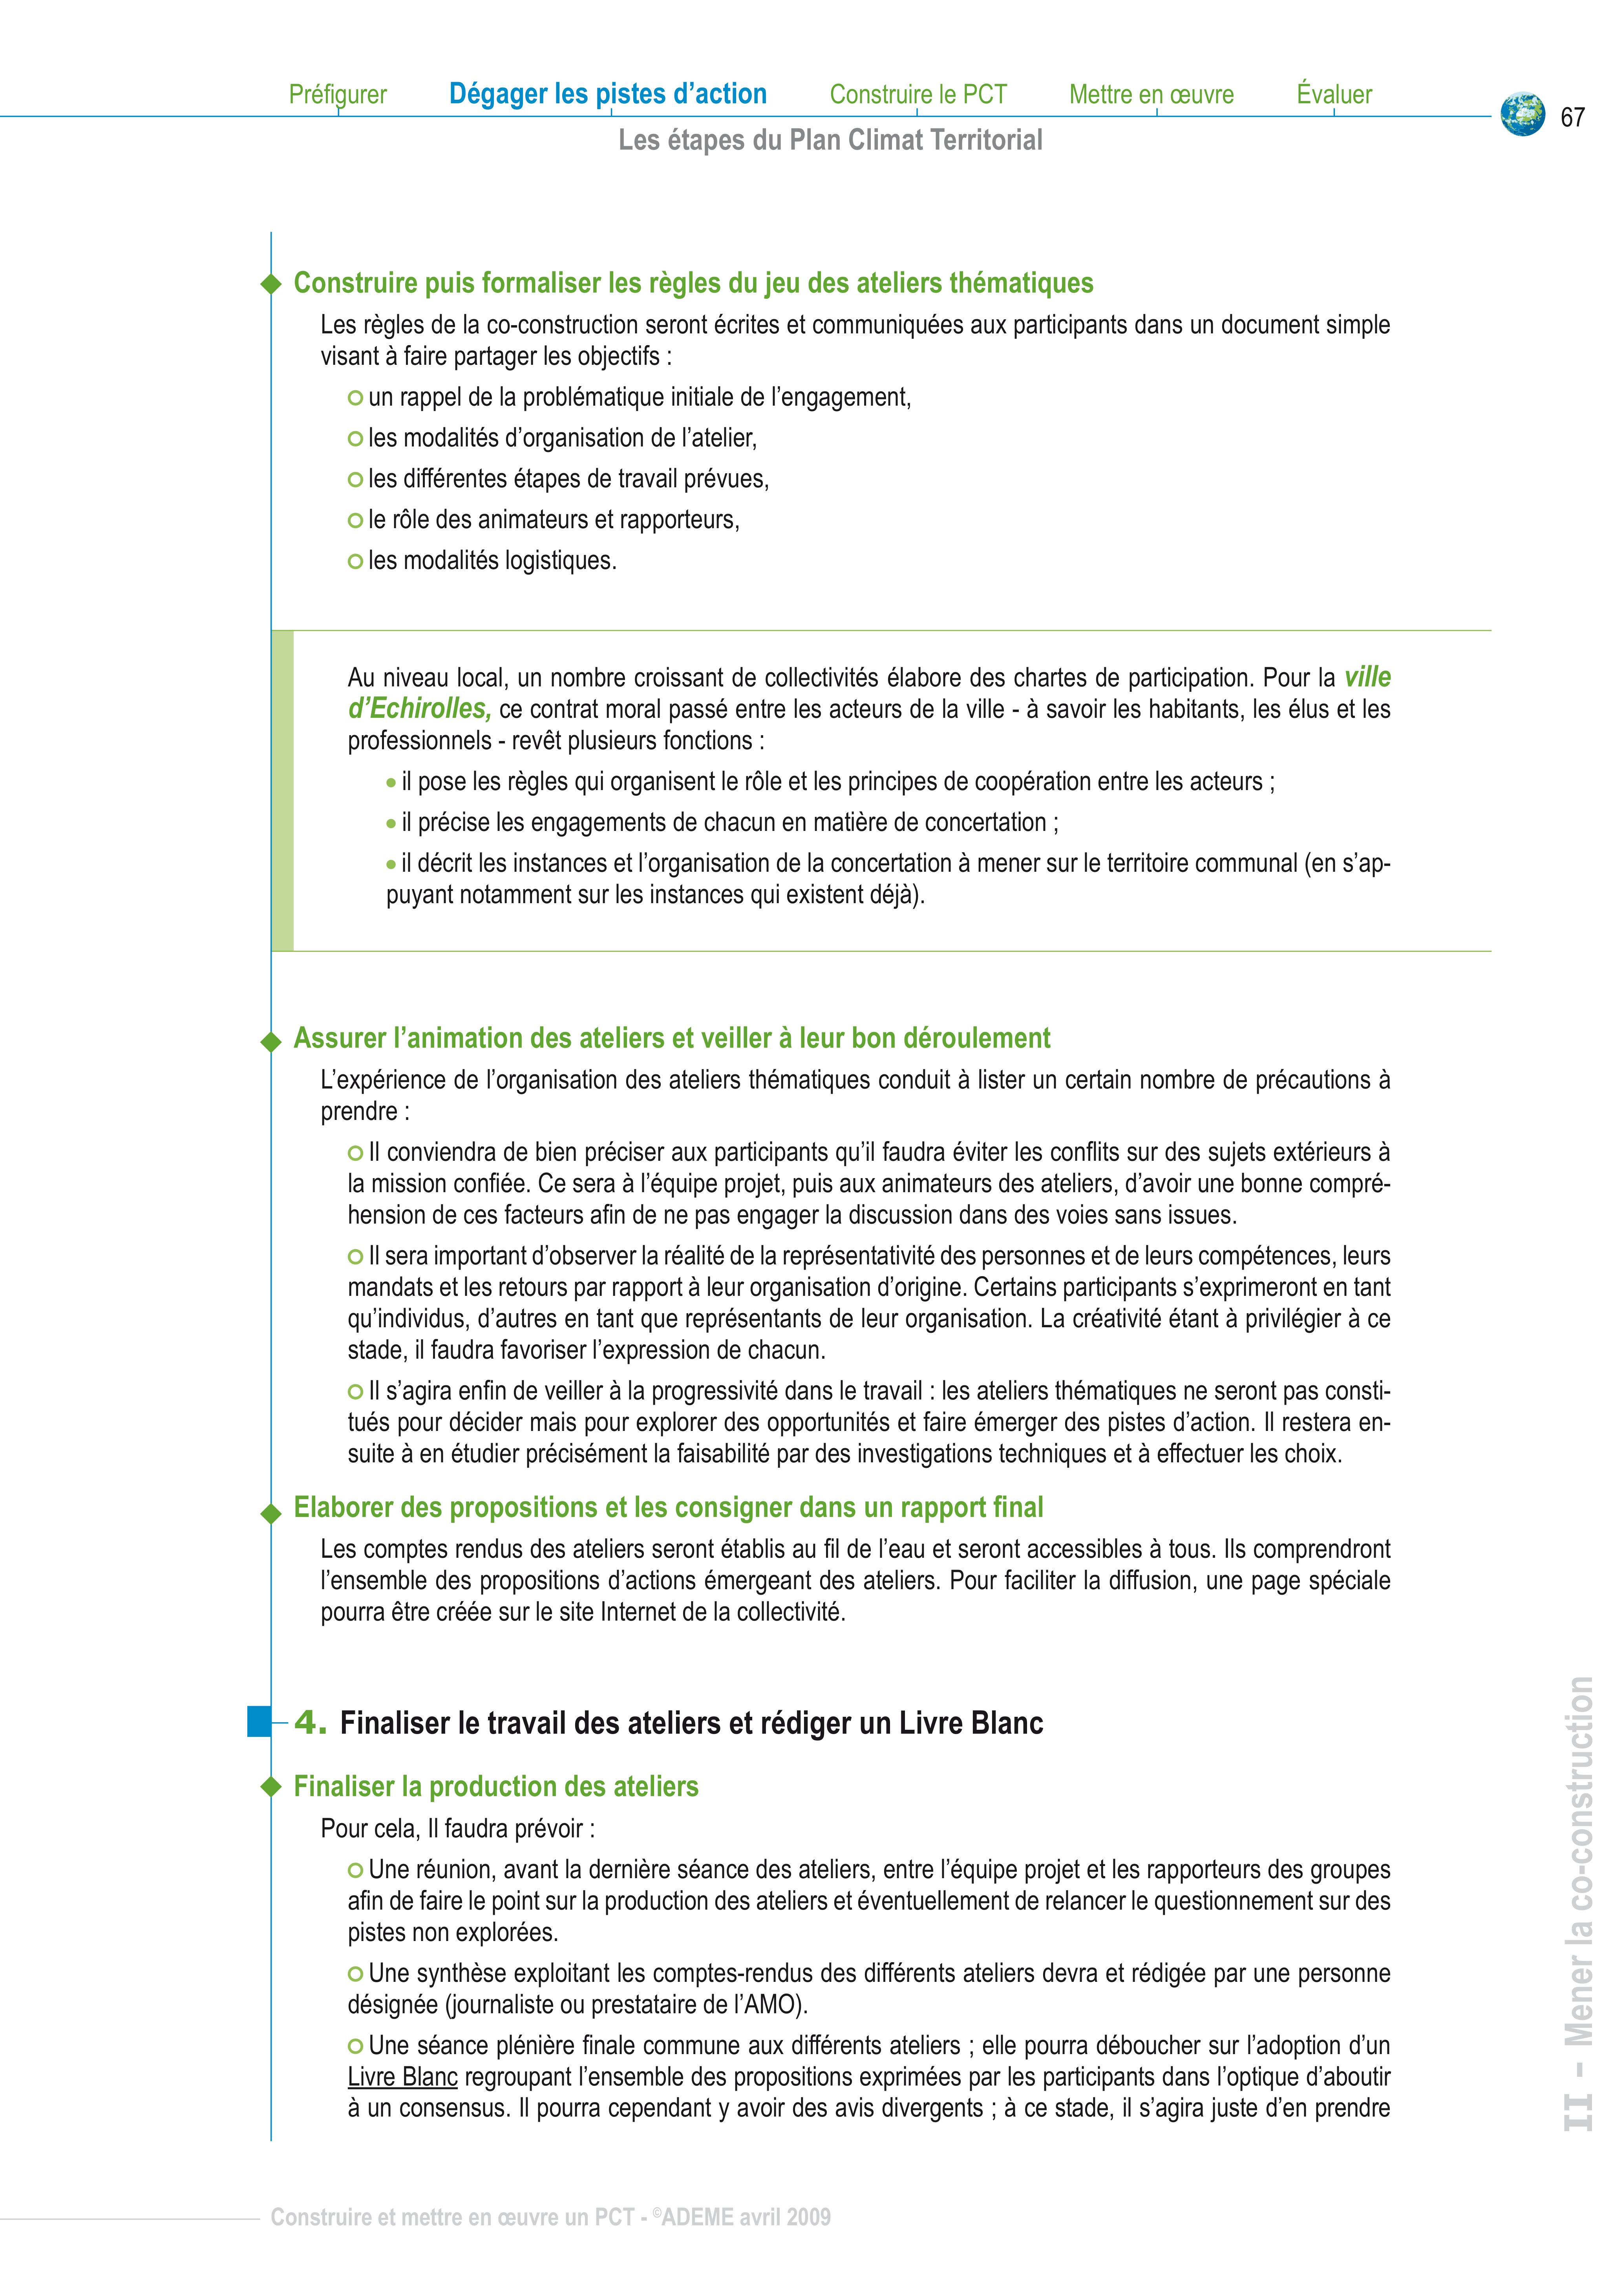 Préfigurer Dégager les pistes d’action Construire le PCT Mettre en œuvre Évaluer
67
Les étapes du Plan Climat Territorial
Construire puis formaliser les règles du jeu des ateliers thématiques
Les règles de la co-construction seront écrites et communiquées aux participants dans un document simple
visant à faire partager les objectifs :
un rappel de la problématique initiale de l’engagement,
les modalités d’organisation de l’atelier,
les différentes étapes de travail prévues,
le rôle des animateurs et rapporteurs,
les modalités logistiques.
Au niveau local, un nombre croissant de collectivités élabore des chartes de participation. Pour la ville
d’Echirolles, ce contrat moral passé entre les acteurs de la ville - à savoir les habitants, les élus et les
professionnels - revêt plusieurs fonctions :
• il pose les règles qui organisent le rôle et les principes de coopération entre les acteurs ;
• il précise les engagements de chacun en matière de concertation ;
• il décrit les instances et l’organisation de la concertation à mener sur le territoire communal (en s’ap-
puyant notamment sur les instances qui existent déjà).
Assurer l’animation des ateliers et veiller à leur bon déroulement
L’expérience de l’organisation des ateliers thématiques conduit à lister un certain nombre de précautions à
prendre :
Il conviendra de bien préciser aux participants qu’il faudra éviter les conflits sur des sujets extérieurs à
la mission confiée. Ce sera à l’équipe projet, puis aux animateurs des ateliers, d’avoir une bonne compré-
hension de ces facteurs afin de ne pas engager la discussion dans des voies sans issues.
Il sera important d’observer la réalité de la représentativité des personnes et de leurs compétences, leurs
mandats et les retours par rapport à leur organisation d’origine. Certains participants s’exprimeront en tant
qu’individus, d’autres en tant que représentants de leur organisation. La créativité étant à privilégier à ce
stade, il faudra favoriser l’expression de chacun.
Il s’agira enfin de veiller à la progressivité dans le travail : les ateliers thématiques ne seront pas consti-
tués pour décider mais pour explorer des opportunités et faire émerger des pistes d’action. Il restera en-
suite à en étudier précisément la faisabilité par des investigations techniques et à effectuer les choix.
Elaborer des propositions et les consigner dans un rapport final
Les comptes rendus des ateliers seront établis au fil de l’eau et seront accessibles à tous. Ils comprendront
l’ensemble des propositions d’actions émergeant des ateliers. Pour faciliter la diffusion, une page spéciale
pourra être créée sur le site Internet de la collectivité.
4. Finaliser le travail des ateliers et rédiger un Livre Blanc
Finaliser la production des ateliers
Pour cela, Il faudra prévoir :
Une réunion, avant la dernière séance des ateliers, entre l’équipe projet et les rapporteurs des groupes
afin de faire le point sur la production des ateliers et éventuellement de relancer le questionnement sur des
pistes non explorées.
Une synthèse exploitant les comptes-rendus des différents ateliers devra et rédigée par une personne
désignée (journaliste ou prestataire de l’AMO).
Une séance plénière finale commune aux différents ateliers ; elle pourra déboucher sur l’adoption d’un
Livre Blanc regroupant l’ensemble des propositions exprimées par les participants dans l’optique d’aboutir
à un consensus. Il pourra cependant y avoir des avis divergents ; à ce stade, il s’agira juste d’en prendre
II - Mener la co-construction
Construire et mettre en œuvre un PCT - ©ADEME avril 2009